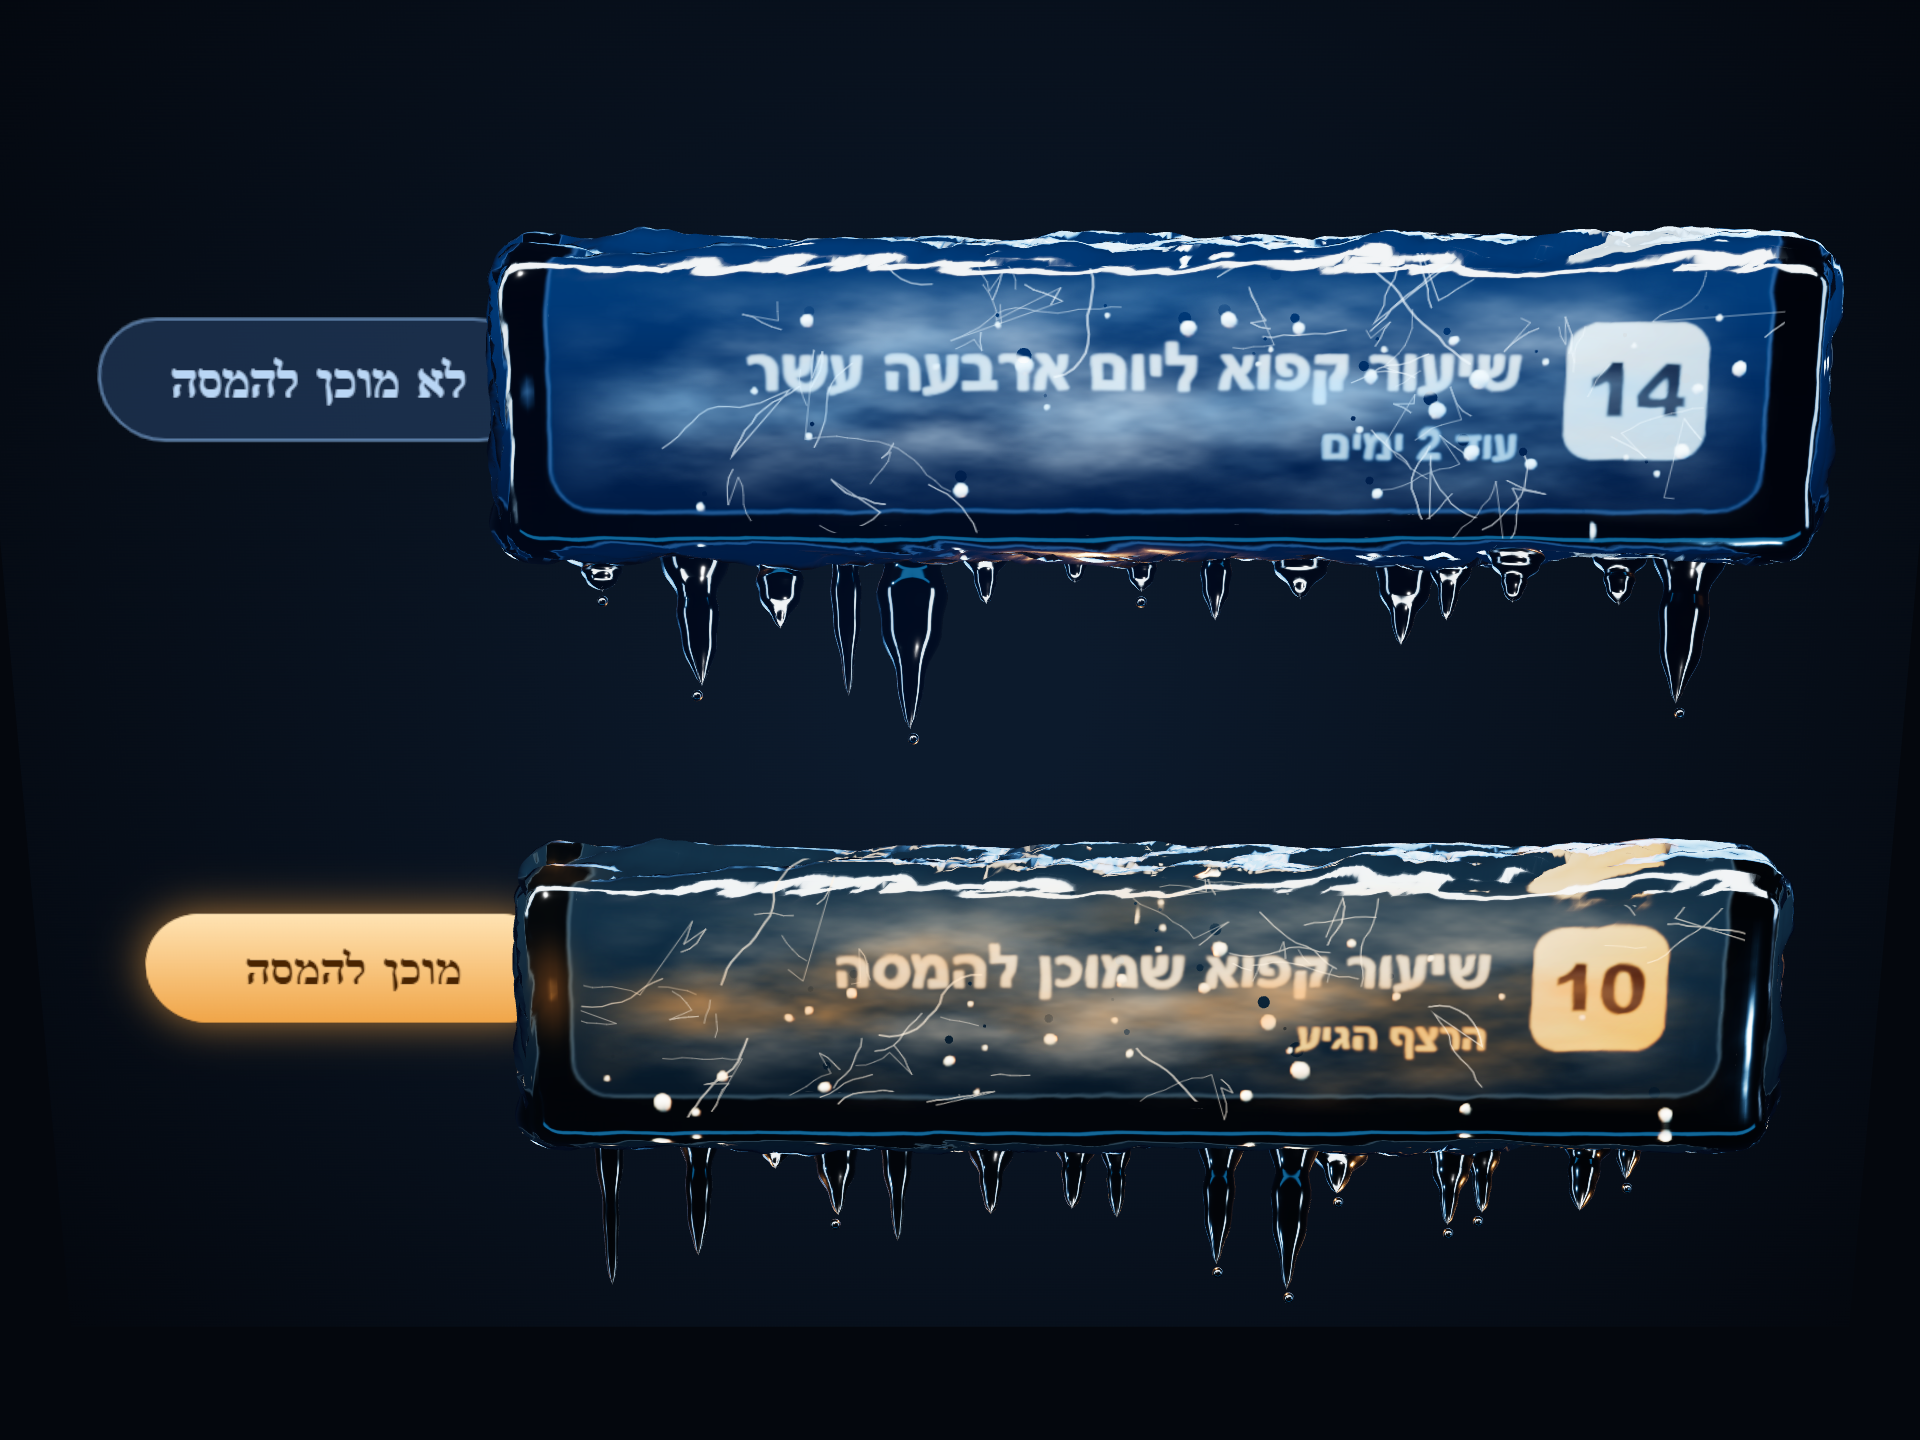 14
שיעור קפוא ליום ארבעה עשר
עוד 2 ימים
לא מוכן להמסה
10
שיעור קפוא שמוכן להמסה
הרצף הגיע
מוכן להמסה